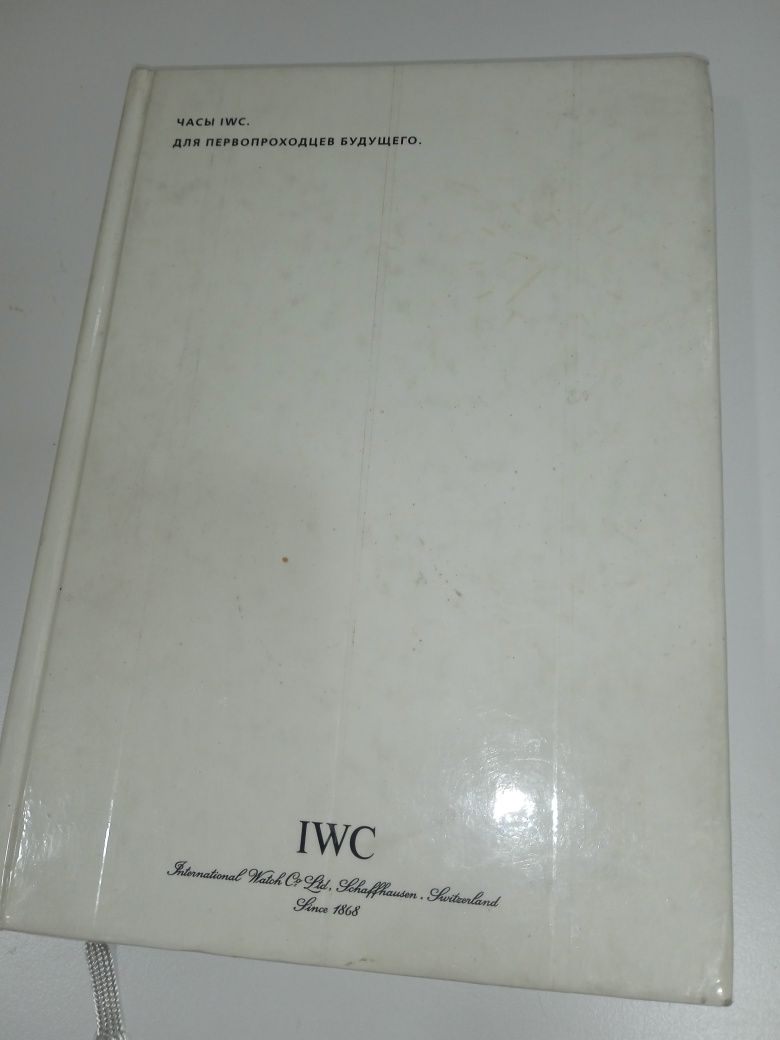 ЧАСЫ IWC.
ДЛЯ ПЕРВОПРОХОДЦЕВ БУДУЩЕГО.
IWC
International Watch Co. Ltd. Schaffhausen. Switzerland
Since 1868